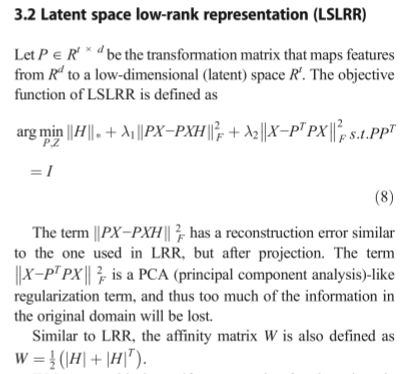 3.2 Latent space low-rank representation (LSLRR)
Let P ∈ R^{t × d} be the transformation matrix that maps features
from R^d to a low-dimensional (latent) space R^t. The objective
function of LSLRR is defined as
arg min_{P,Z} ||H||_* + λ_1||PX−PXH||_F^2 + λ_2||X−P^T PX||_F^2 s.t.PP^T
= I
(8)
The term ||PX−PXH||_F^2 has a reconstruction error similar
to the one used in LRR, but after projection. The term
||X−P^T PX||_F^2 is a PCA (principal component analysis)-like
regularization term, and thus too much of the information in
the original domain will be lost.
Similar to LRR, the affinity matrix W is also defined as
W = \frac{1}{2}(|H| + |H|^T).